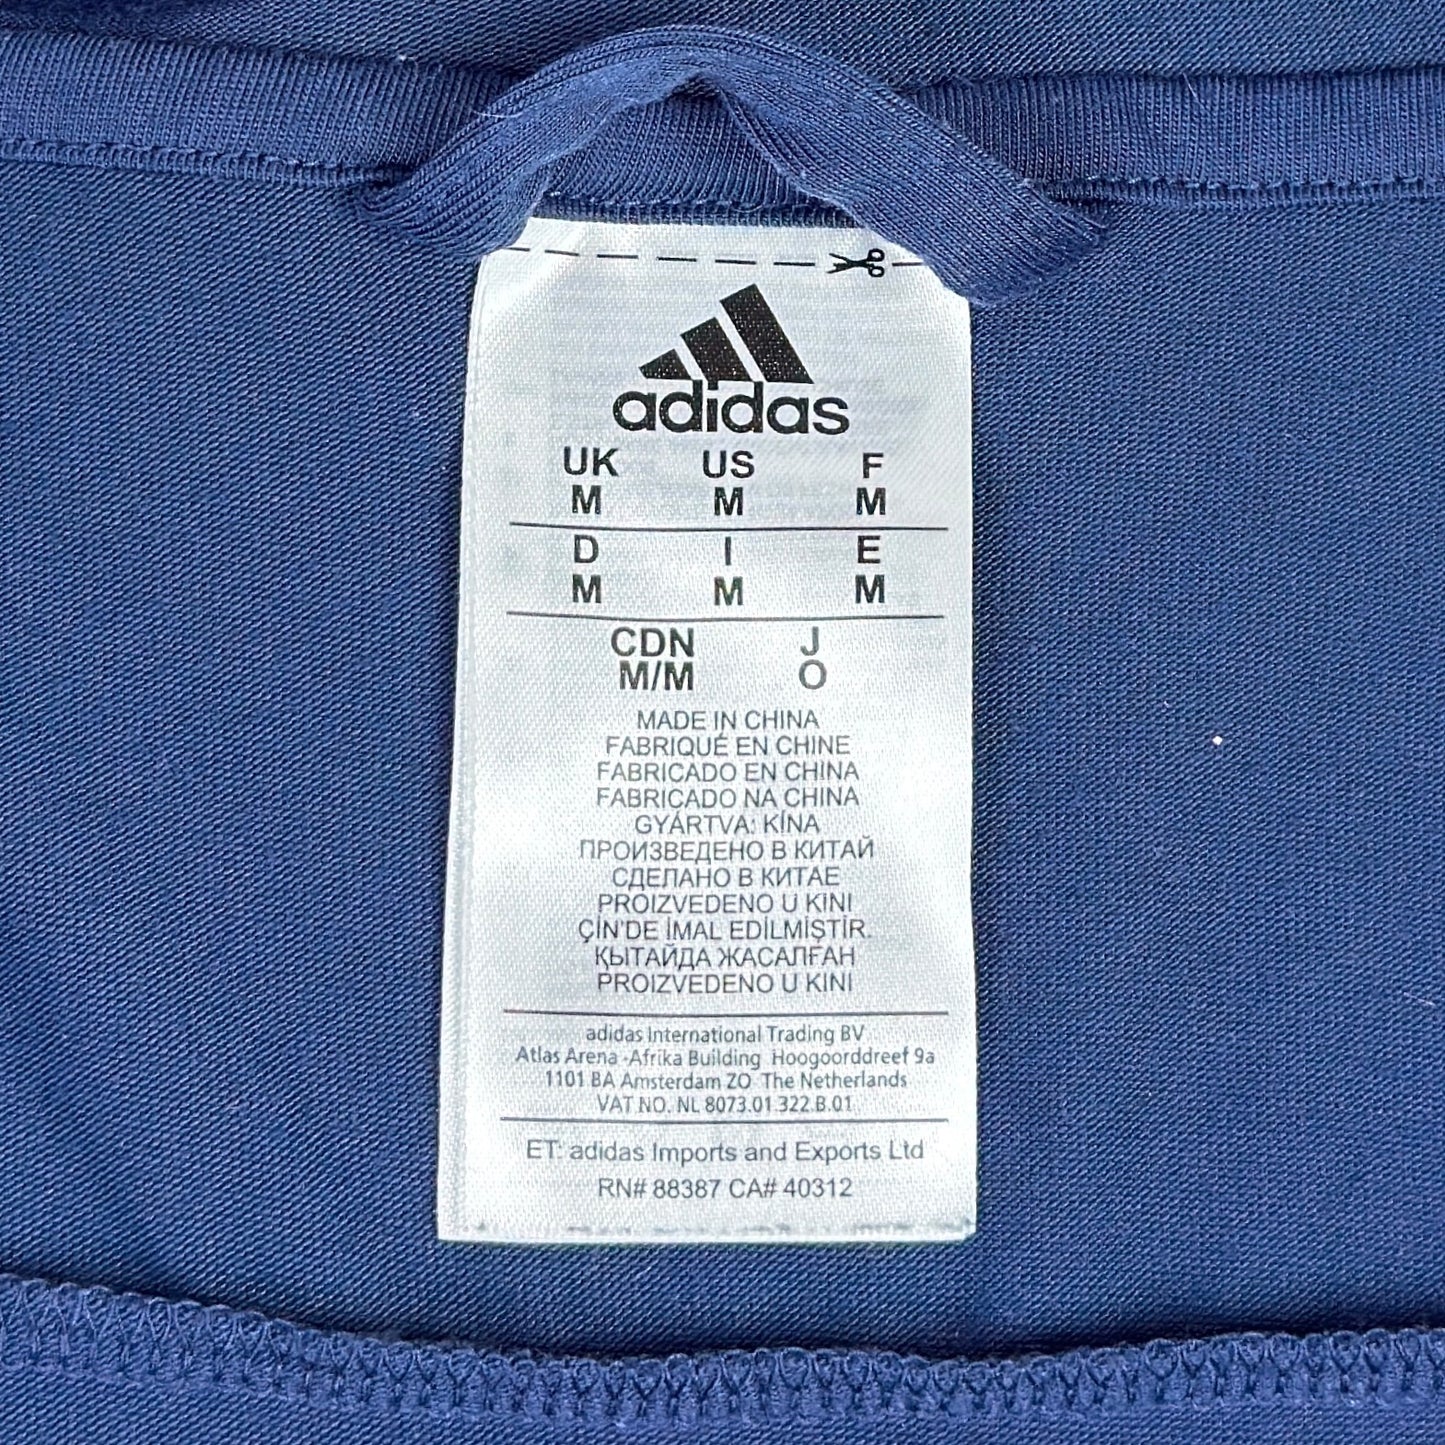 adidas
UK US F
M M M
D I E
M M M
CDN J
M/M O
MADE IN CHINA
FABRIQUÉ EN CHINE
FABRICADO EN CHINA
FABRICADO NA CHINA
GYÁRTVA: KÍNA
ПРОИЗВЕДЕНО В КИТАЙ
СДЕЛАНО В КИТАЕ
PROIZVEDENO U KINI
ÇİN'DE İMAL EDİLMİŞTİR.
ҚЫТАЙДА ЖАСАЛҒАН
PROIZVEDENO U KINI
adidas International Trading BV
Atlas Arena -Afrika Building Hoogoorddreef 9a
1101 BA Amsterdam ZO The Netherlands
VAT NO. NL 8073.01.322.B.01
ET: adidas Imports and Exports Ltd
RN# 88387 CA# 40312